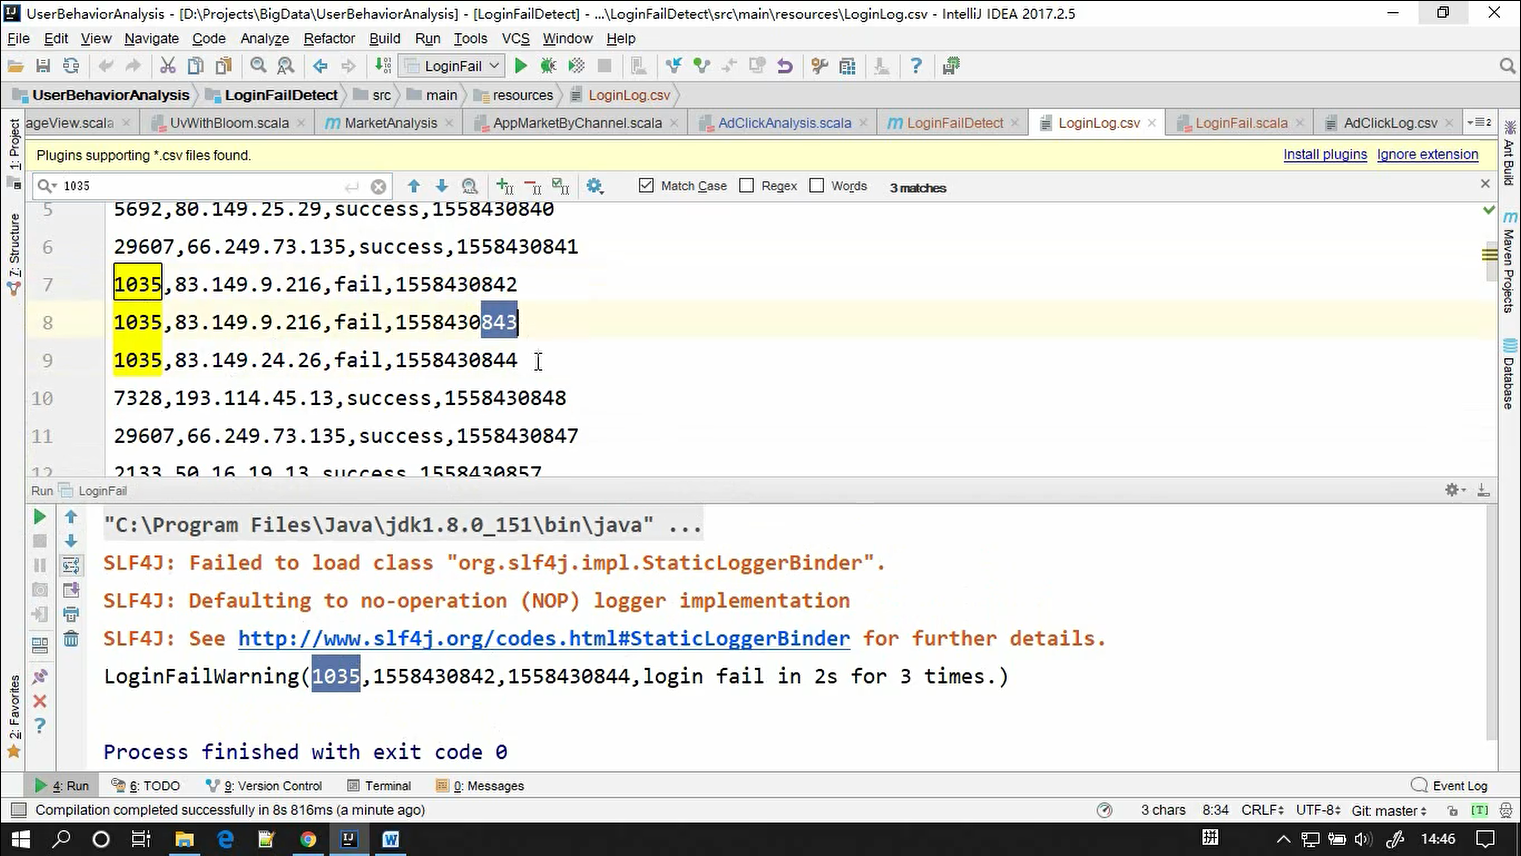 UserBehaviorAnalysis - [D:\Projects\BigData\UserBehaviorAnalysis] - [LoginFailDetect] - ...\LoginFailDetect\src\main\resources\LoginLog.csv - IntelliJ IDEA 2017.2.5
File Edit View Navigate Code Analyze Refactor Build Run Tools VCS Window Help
LoginFail
UserBehaviorAnalysis LoginFailDetect src main resources LoginLog.csv
ageView.scala UvWithBloom.scala MarketAnalysis AppMarketByChannel.scala AdClickAnalysis.scala LoginFailDetect LoginLog.csv LoginFail.scala AdClickLog.csv 2
Plugins supporting *.csv files found. Install plugins Ignore extension
1035 Match Case Regex Words 3 matches
5 5692,80.149.25.29,success,1558430840
6 29607,66.249.73.135,success,1558430841
7 1035,83.149.9.216,fail,1558430842
8 1035,83.149.9.216,fail,1558430843
9 1035,83.149.24.26,fail,1558430844
10 7328,193.114.45.13,success,1558430848
11 29607,66.249.73.135,success,1558430847
12 2133,50.16.19.13,success,1558430857
Run LoginFail
"C:\Program Files\Java\jdk1.8.0_151\bin\java" ...
SLF4J: Failed to load class "org.slf4j.impl.StaticLoggerBinder".
SLF4J: Defaulting to no-operation (NOP) logger implementation
SLF4J: See http://www.slf4j.org/codes.html#StaticLoggerBinder for further details.
LoginFailWarning(1035,1558430842,1558430844,login fail in 2s for 3 times.)
Process finished with exit code 0
4: Run 6: TODO 9: Version Control Terminal 0: Messages Event Log
Compilation completed successfully in 8s 816ms (a minute ago) 3 chars 8:34 CRLF UTF-8 Git: master [T]
拼 14:46
1: Project
7: Structure
2: Favorites
Ant Build
Maven Projects
Database